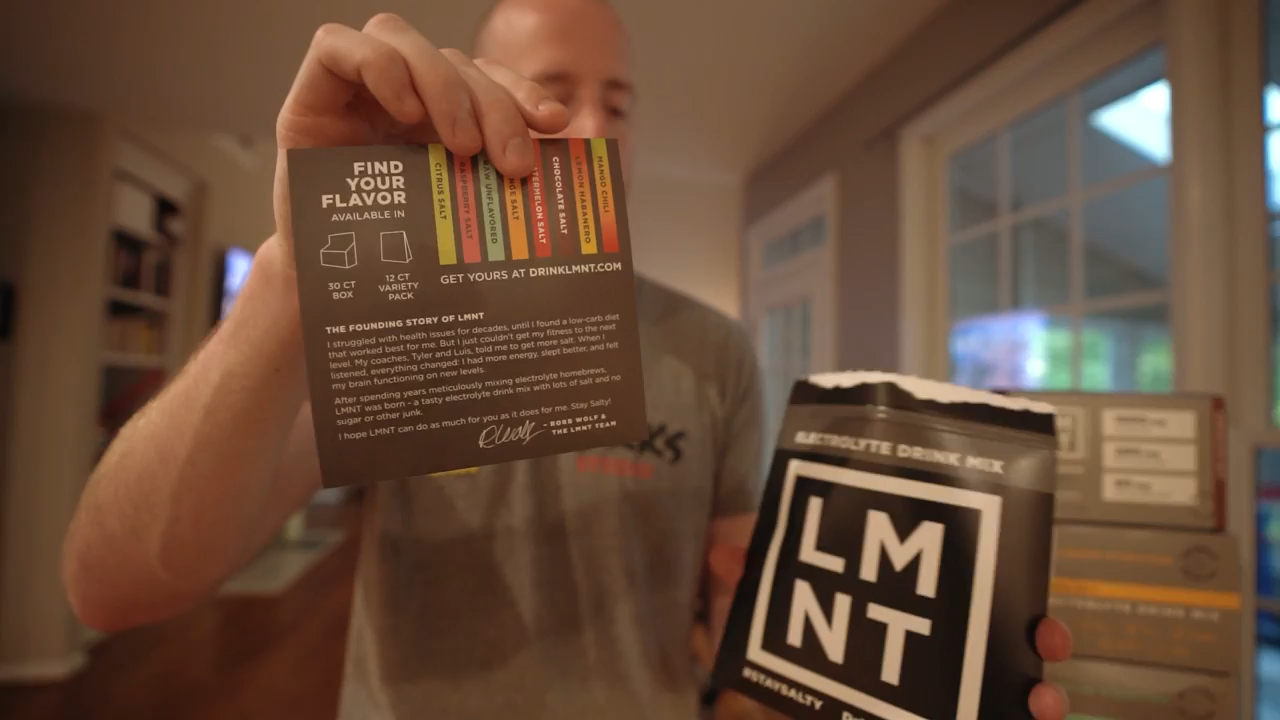 FIND
YOUR
FLAVOR
AVAILABLE IN
30 CT
BOX
12 CT
VARIETY
PACK
CITRUS SALT
RASPBERRY SALT
RAW UNFLAVORED
SALT
WATERMELON SALT
CHOCOLATE SALT
LEMON HABANERO
MANGO CHILI
GET YOURS AT DRINKLMNT.COM
THE FOUNDING STORY OF LMNT
I struggled with health issues for decades, until I found a low-carb diet
that worked best for me. But I just couldn't get my fitness to the next
level. My coaches, Tyler and Luis, told me to get more salt. When I
listened, everything changed: I had more energy, slept better, and felt
my brain functioning on new levels.
After spending years meticulously mixing electrolyte homebrews,
LMNT was born - a tasty electrolyte drink mix with lots of salt and no
sugar or other junk.
I hope LMNT can do as much for you as it does for me. Stay Salty!
- ROBB WOLF &
THE LMNT TEAM
ELECTROLYTE DRINK MIX
LM
NT
#STAYSALTY